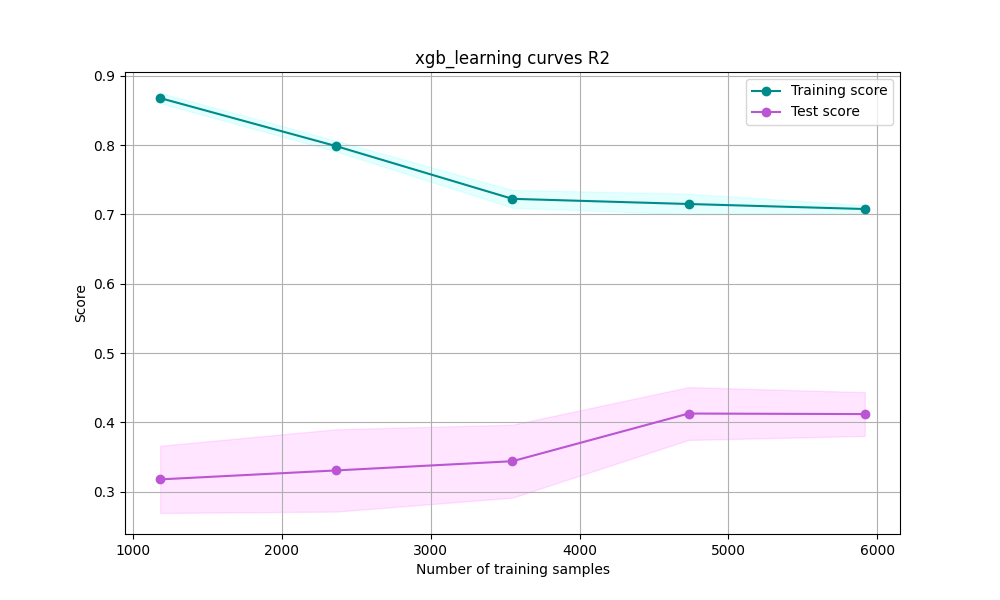 xgb_learning curves R2
Training score
Test score
Score
0.9
0.8
0.7
0.6
0.5
0.4
0.3
1000 2000 3000 4000 5000 6000
Number of training samples